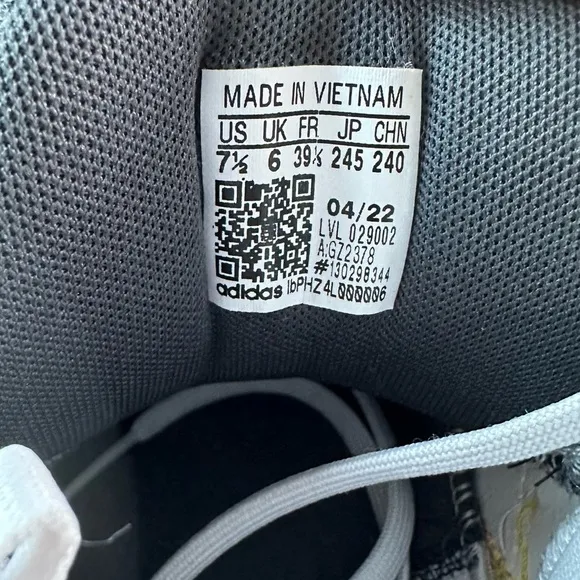 MADE IN VIETNAM
US UK FR JP CHN
7½ 6 39⅓ 245 240
04/22
LVL 029002
A:GZ2378
#130298344
adidas IbPHZ4L000006